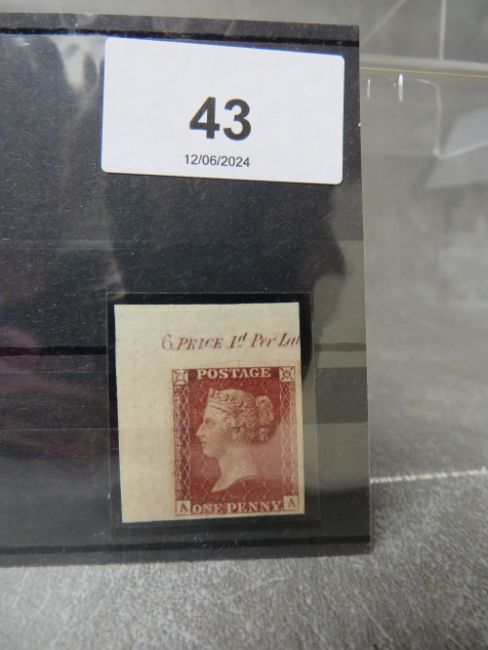 43
12/06/2024
6. PRICE 1d Per La
POSTAGE
A ONE PENNY A